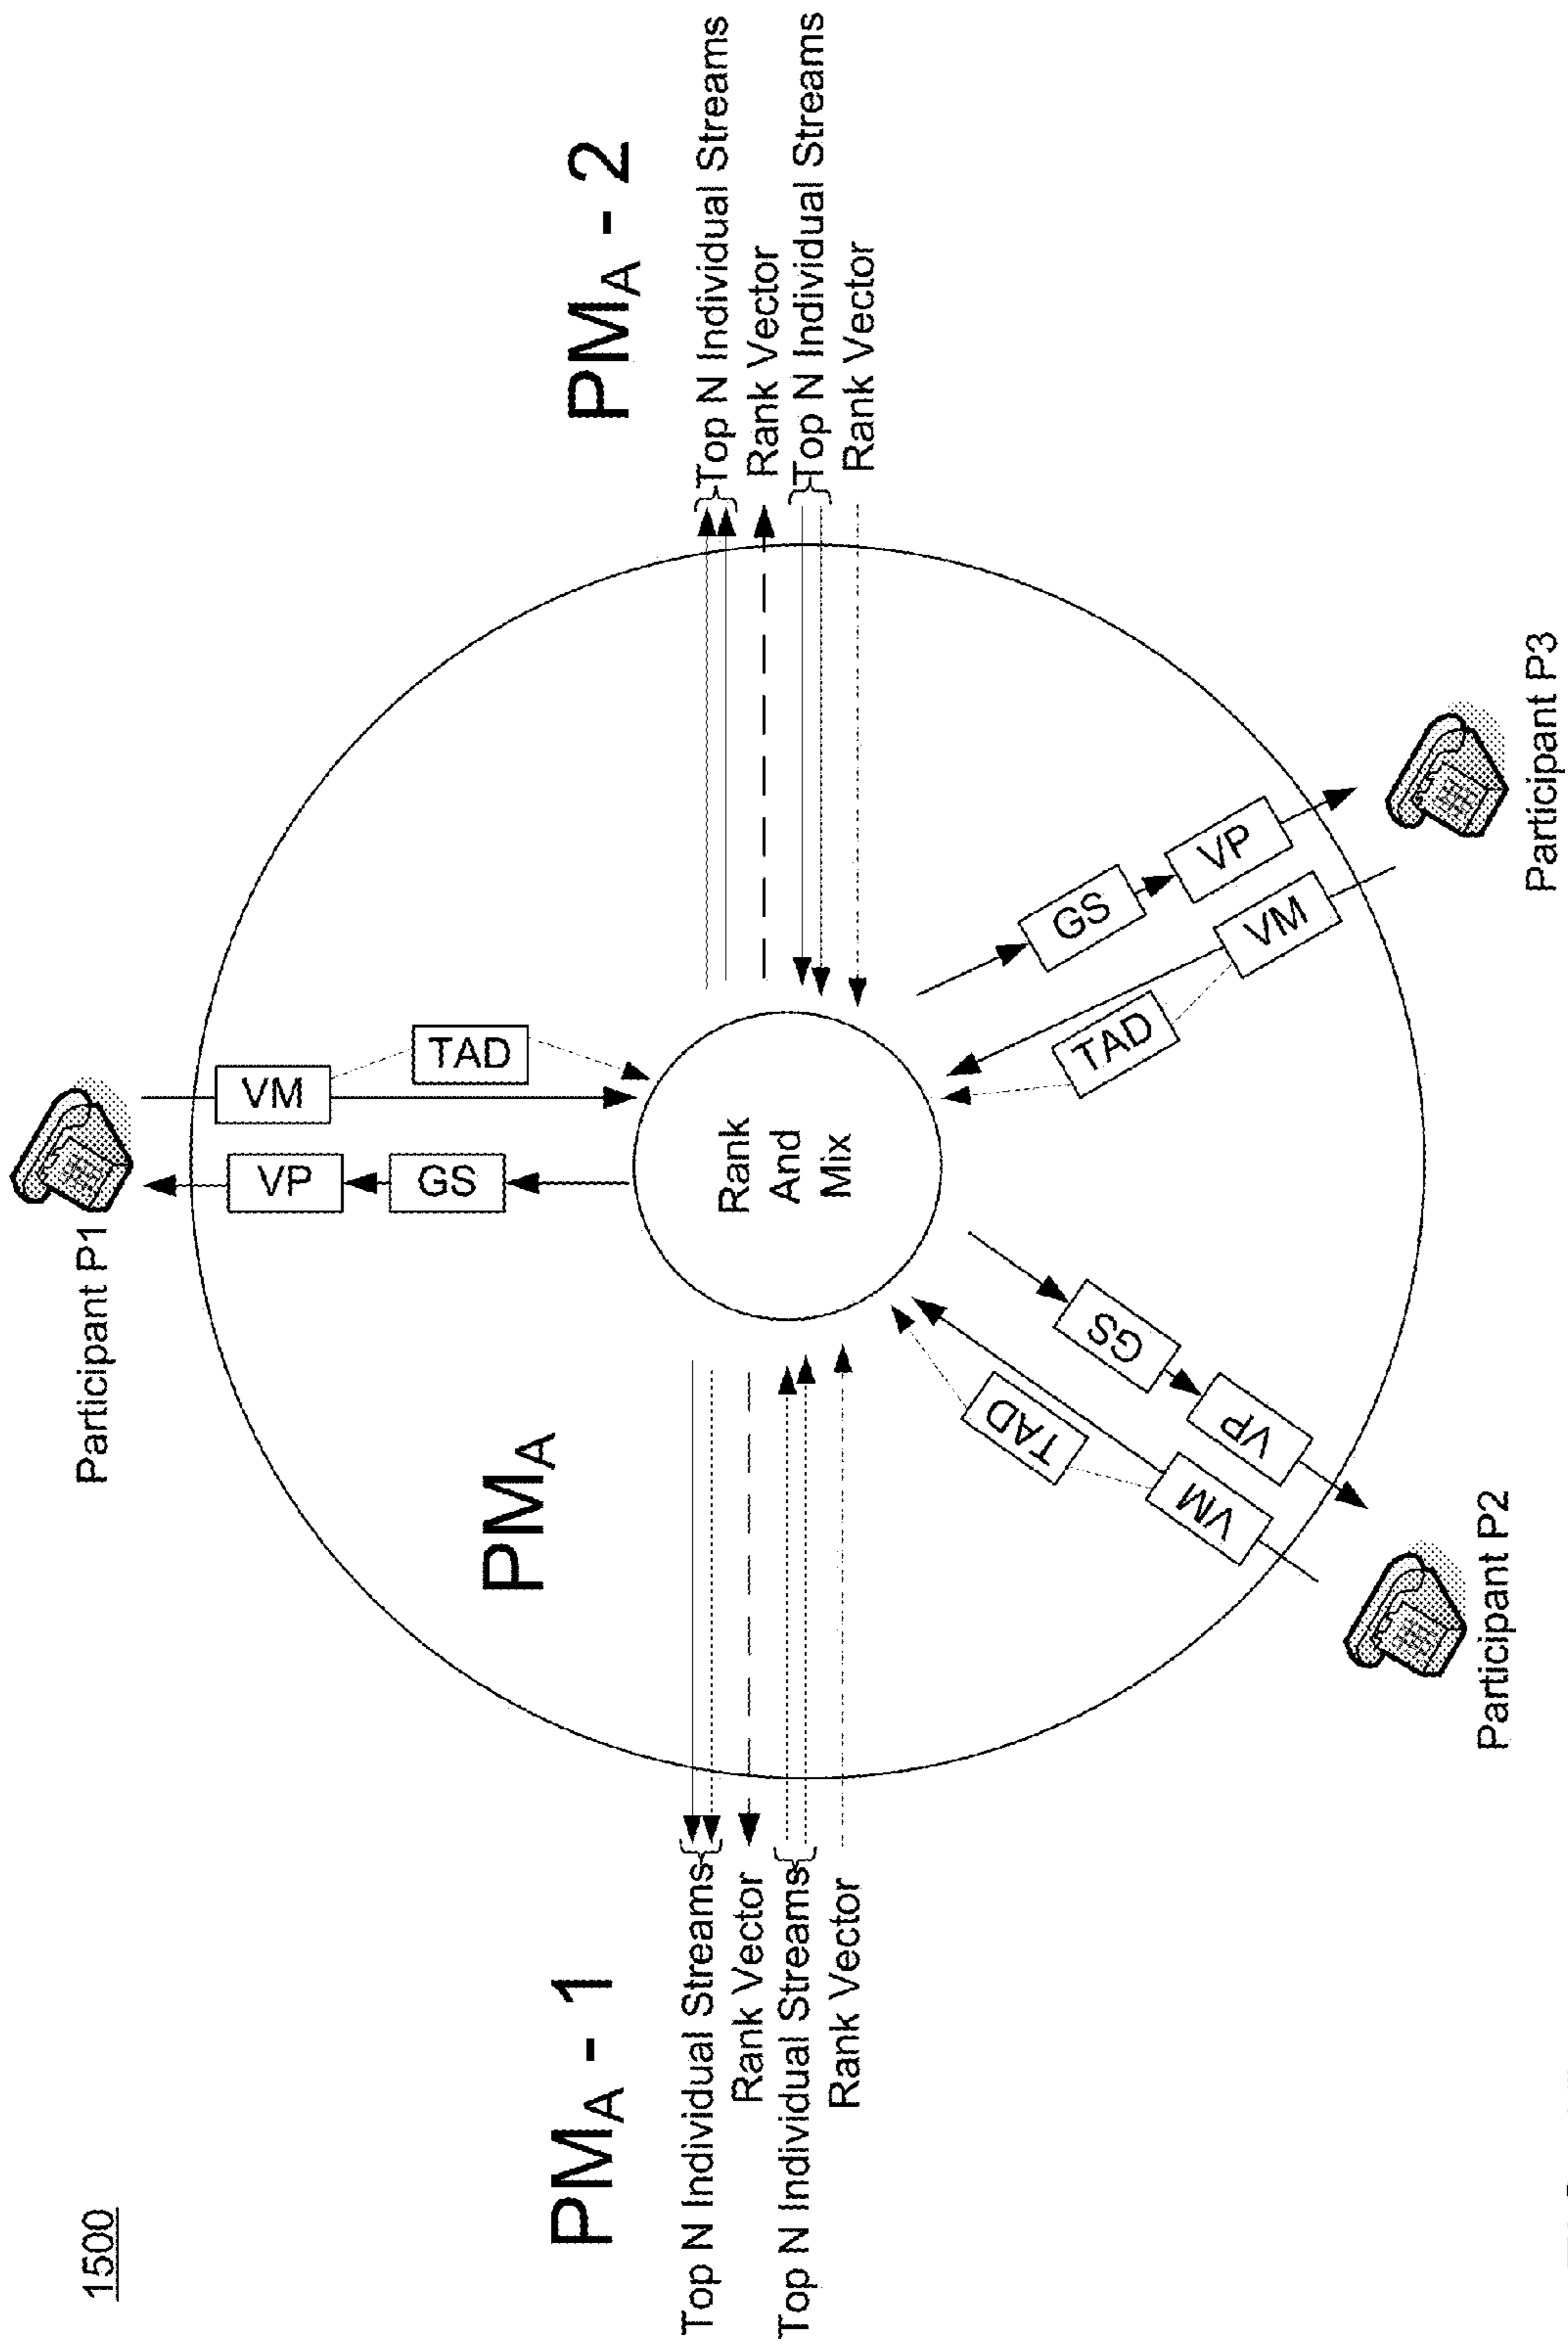 1500
Participant P1
VP
VM
GS
TAD
PMA
PMA - 1
PMA - 2
Top N Individual Streams
Rank Vector
Top N Individual Streams
Rank Vector
Rank
And
Mix
Top N Individual Streams
Rank Vector
Top N Individual Streams
Rank Vector
TAD
GS
VM
VP
TAD
GS
VM
VP
Participant P2
Participant P3